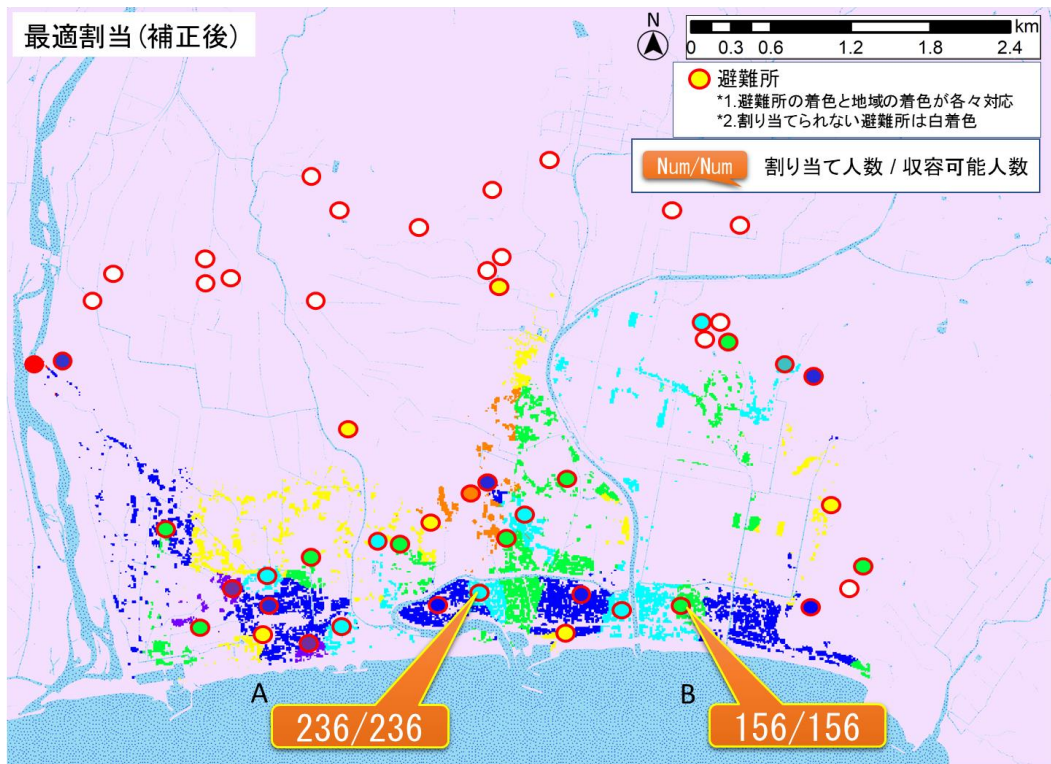 最適割当(補正後)
N
km
0 0.3 0.6 1.2 1.8 2.4
避難所
*1.避難所の着色と地域の着色が各々対応
*2.割り当てられない避難所は白着色
Num/Num 割り当て人数 / 収容可能人数
A
B
236/236
156/156